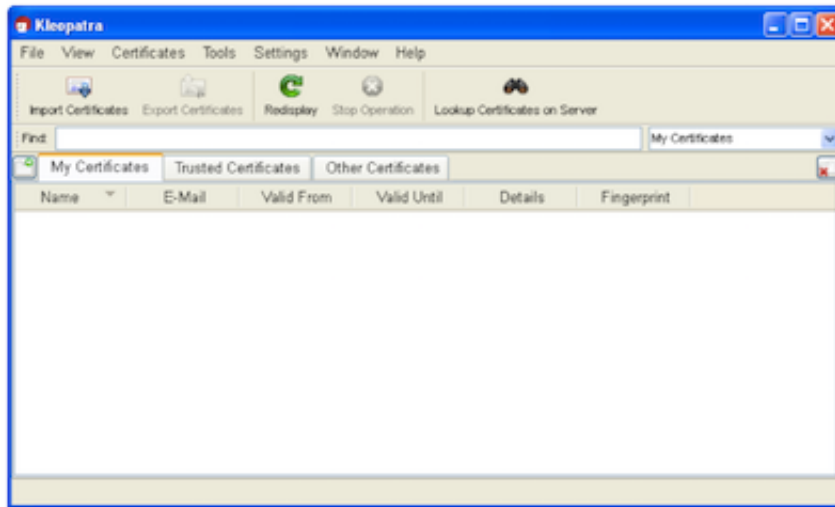 Kleopatra
File View Certificates Tools Settings Window Help
Import Certificates Export Certificates Redisplay Stop Operation Lookup Certificates on Server
Find: My Certificates
My Certificates Trusted Certificates Other Certificates
Name E-Mail Valid From Valid Until Details Fingerprint